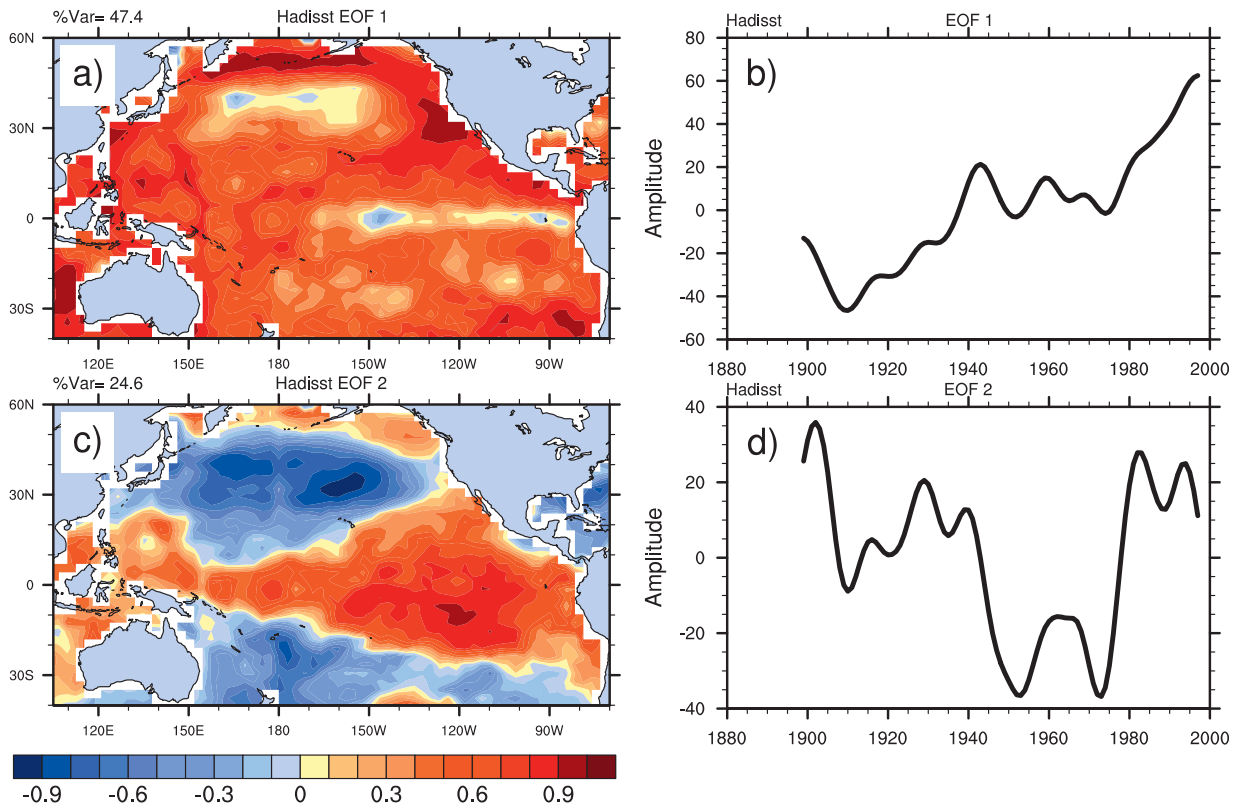 %Var= 47.4 Hadisst EOF 1
a)
60N
30N
0
30S
120E 150E 180 150W 120W 90W
Hadisst EOF 1
b)
Amplitude
80
60
40
20
0
-20
-40
-60
1880 1900 1920 1940 1960 1980 2000
%Var= 24.6 Hadisst EOF 2
c)
60N
30N
0
30S
120E 150E 180 150W 120W 90W
-0.9 -0.6 -0.3 0 0.3 0.6 0.9
Hadisst EOF 2
d)
Amplitude
40
20
0
-20
-40
1880 1900 1920 1940 1960 1980 2000